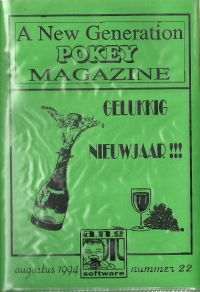 A New Generation
POKEY
MAGAZINE
GELUKKIG
NIEUWJAAR !!!
a.n.g
software
augustus 1994 nummer 22